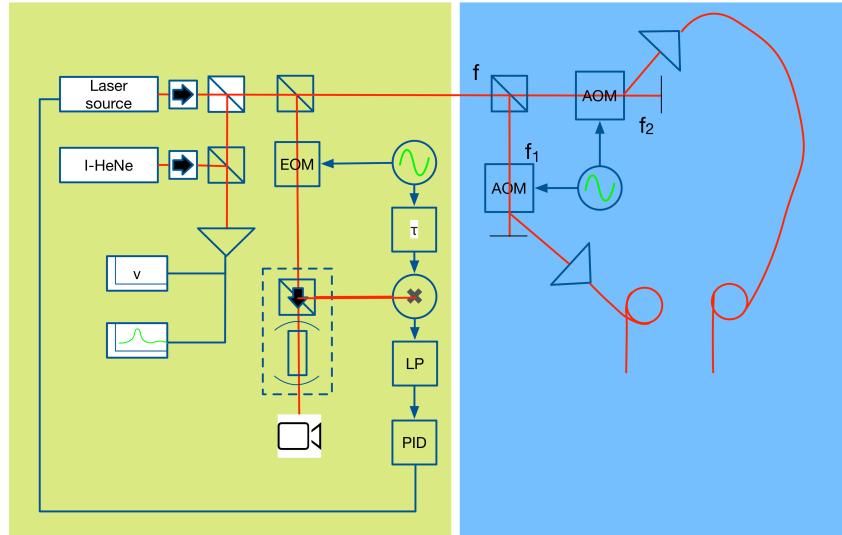 Laser
source
I-HeNe
EOM
τ
v
LP
PID
f
AOM
f₂
f₁
AOM